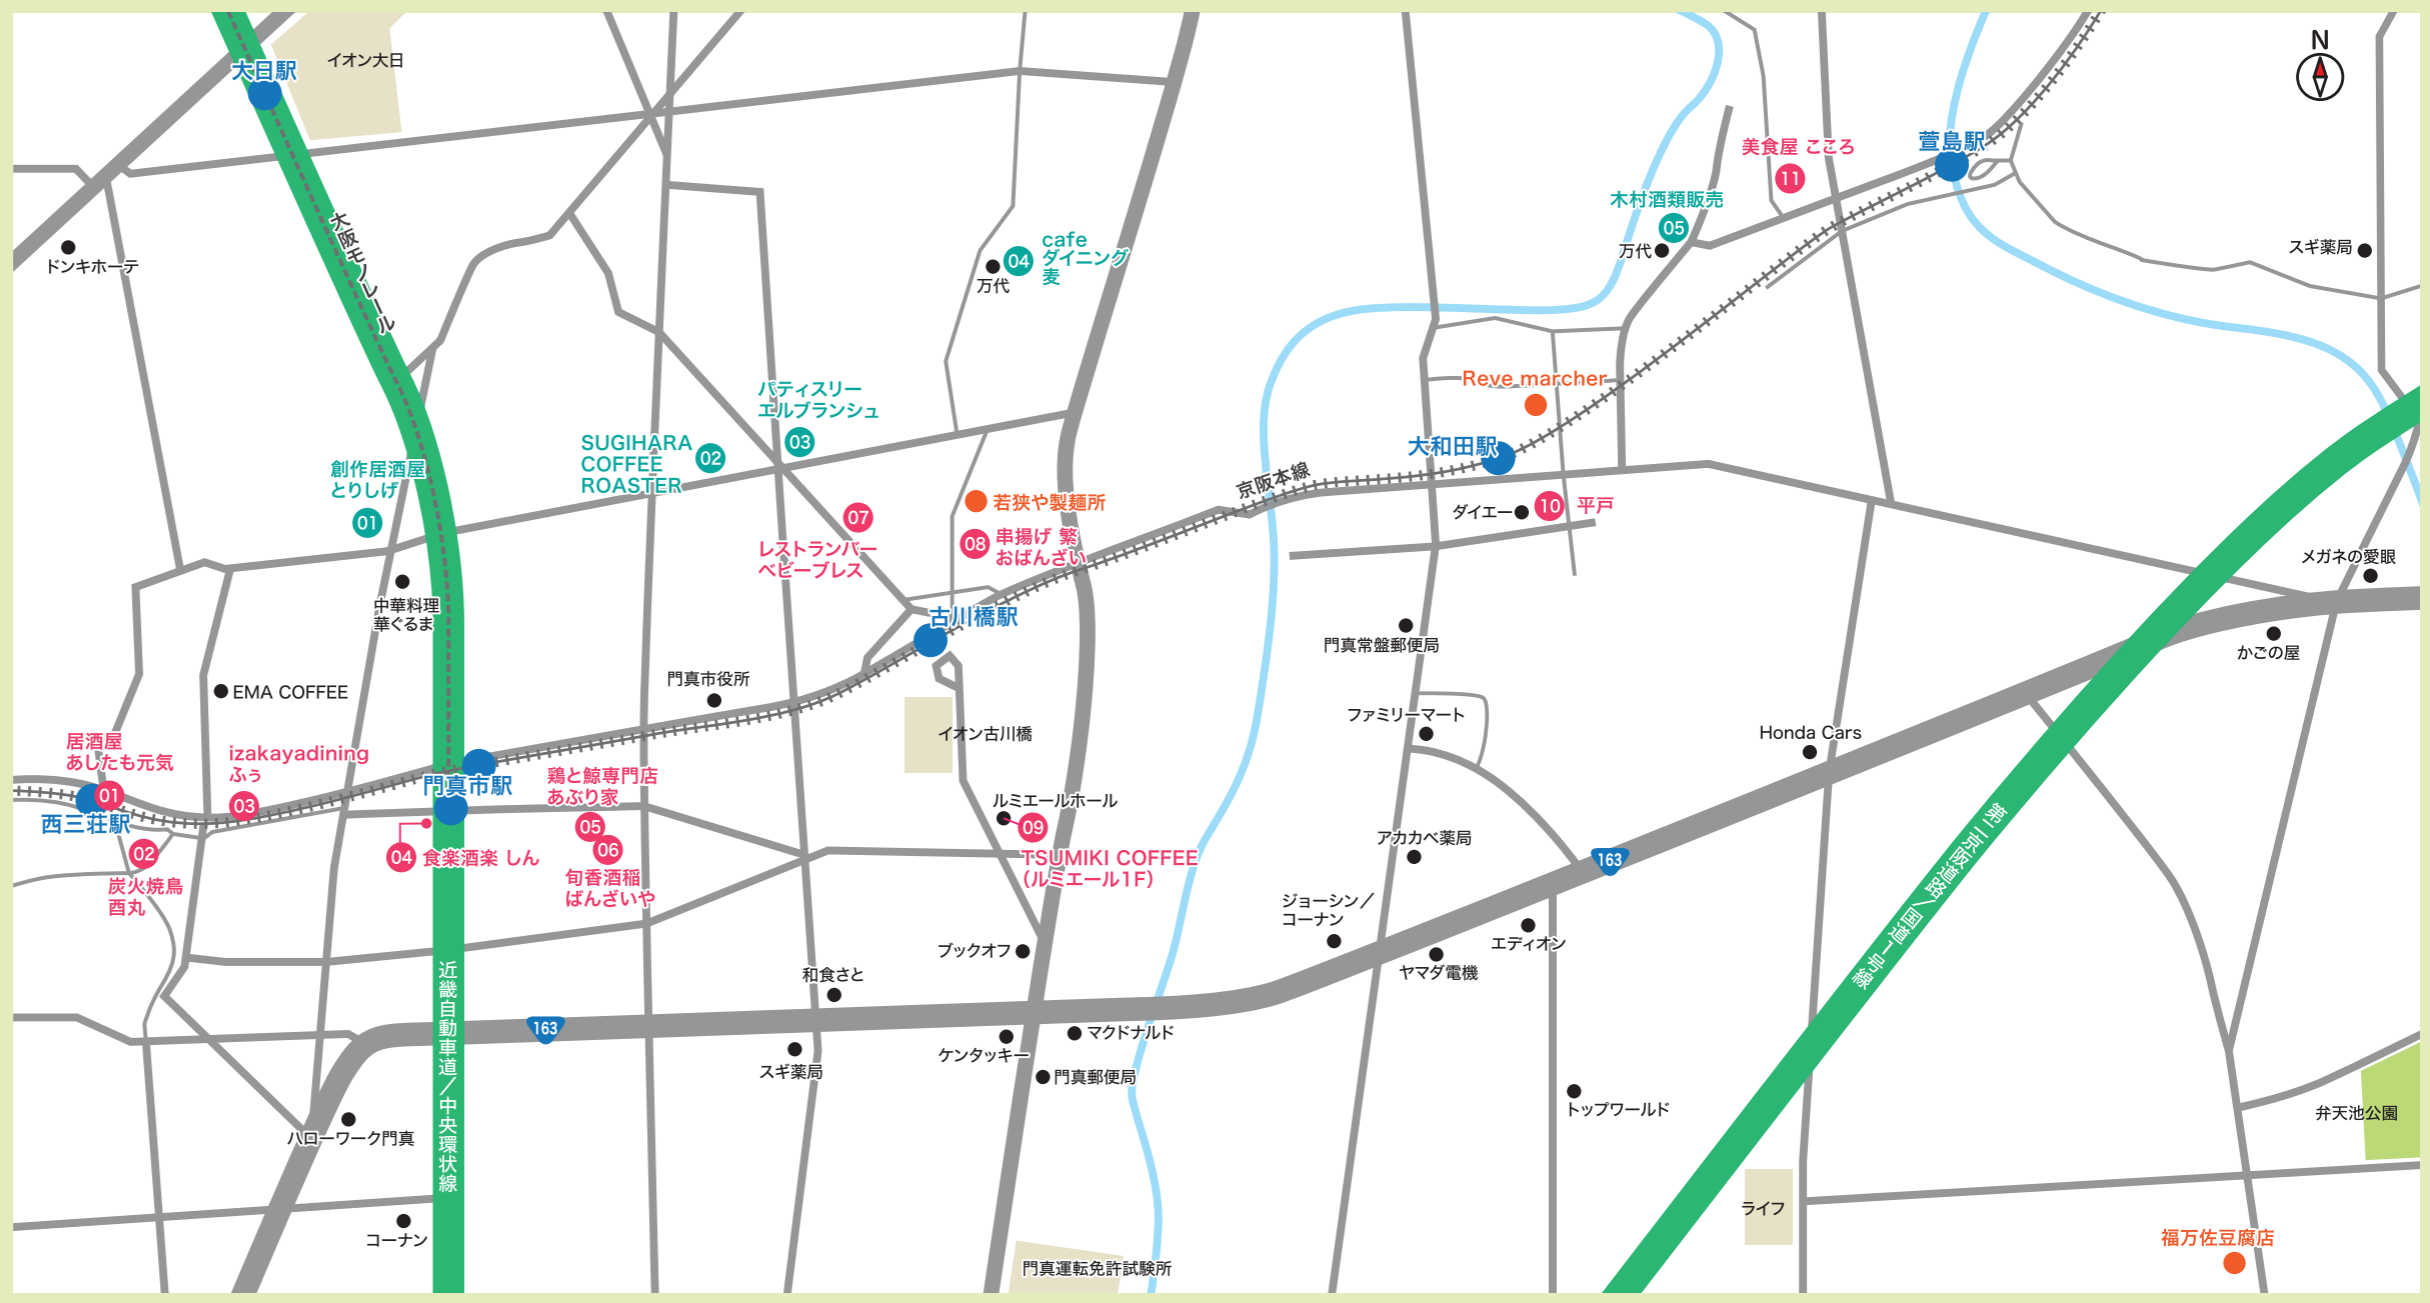 大日駅
イオン大日
N
ドンキホーテ
大阪モノレール
cefeダイニング
麦
04
万代
美食屋 こころ
11
萱島駅
木村酒類販売
05
万代
スギ薬局
パティスリー
エルブランシュ
03
SUGIHARA
COFFEE
ROASTER
02
創作居酒屋
とりしげ
01
Reve marcher
大和田駅
京阪本線
ダイエー
10 平戸
若狭や製麺所
07
レストランバー
ベビーブレス
08
串揚げ 繁
おばんざい
中華料理
華ぐるま
古川橋駅
メガネの愛眼
かごの屋
門真常盤郵便局
門真市役所
EMA COFFEE
イオン古川橋
ファミリーマート
Honda Cars
居酒屋
あしたも元気
01
西三荘駅
izakayadining
ふぅ
03
門真市駅
鶏と鯨専門店
あぶり家
05
06
旬香酒稲
ばんざいや
02
炭火焼鳥
酉丸
04 食楽酒楽 しん
ルミエールホール
09
TSUMIKI COFFEE
(ルミエール1F)
アカカベ薬局
163
第二京阪道路/国道1号線
ジョーシン/
コーナン
エディオン
ヤマダ電機
ブックオフ
和食さと
近畿自動車道/中央環状線
163
スギ薬局
ケンタッキー
マクドナルド
門真郵便局
トップワールド
ハローワーク門真
弁天池公園
コーナン
ライフ
福万佐豆腐店
門真運転免許試験所